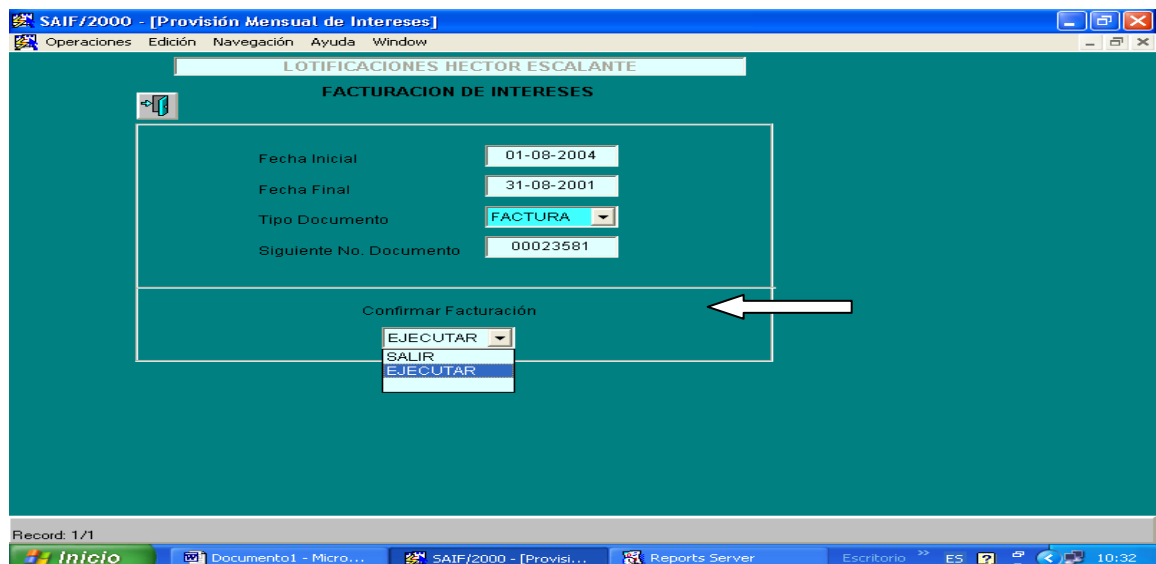 SAIF/2000 - [Provisión Mensual de Intereses]
Operaciones Edición Navegación Ayuda Window
LOTIFICACIONES HECTOR ESCALANTE
FACTURACION DE INTERESES
Fecha Inicial 01-08-2004
Fecha Final 31-08-2001
Tipo Documento FACTURA
Siguiente No. Documento 00023581
Confirmar Facturación
EJECUTAR
SALIR
EJECUTAR
Record: 1/1
Inicio Documento1 - Micro... SAIF/2000 - [Provisi... Reports Server Escritorio » ES ? 10:32